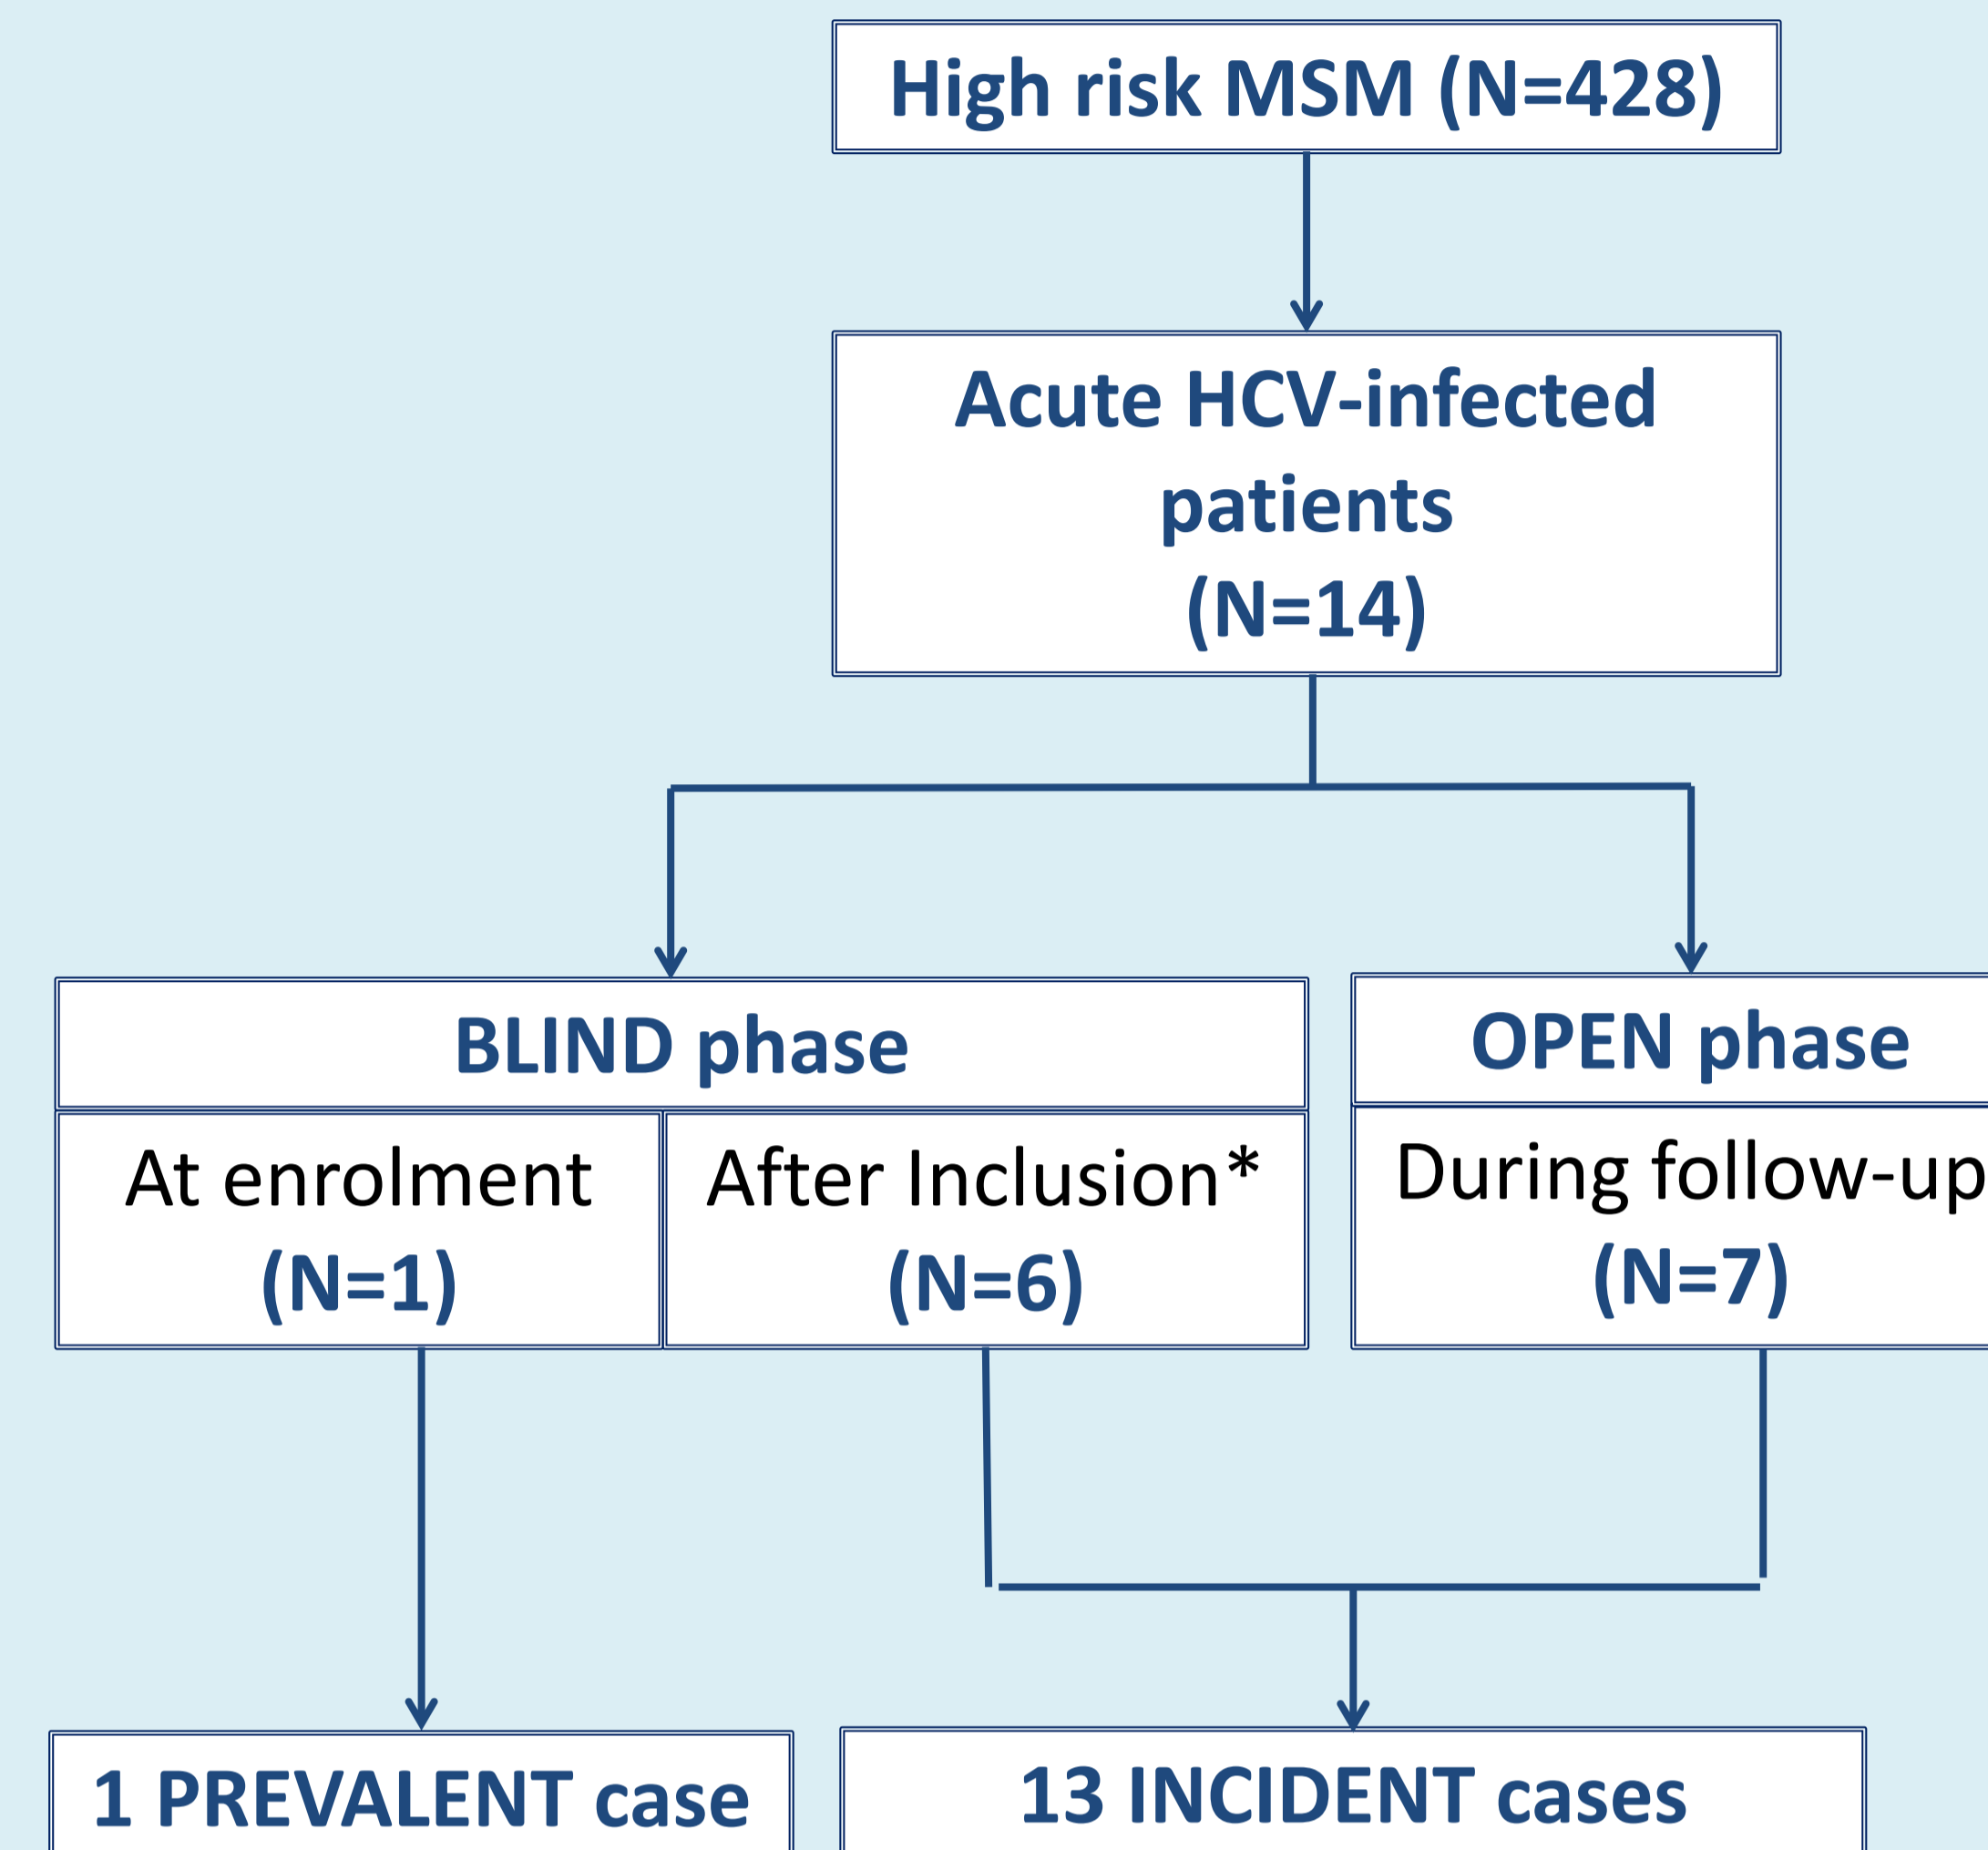 High risk MSM (N=428)
Acute HCV-infected
patients
(N=14)
BLIND phase
OPEN phase
At enrolment
(N=1)
After Inclusion*
(N=6)
During follow-up
(N=7)
1 PREVALENT case
13 INCIDENT cases